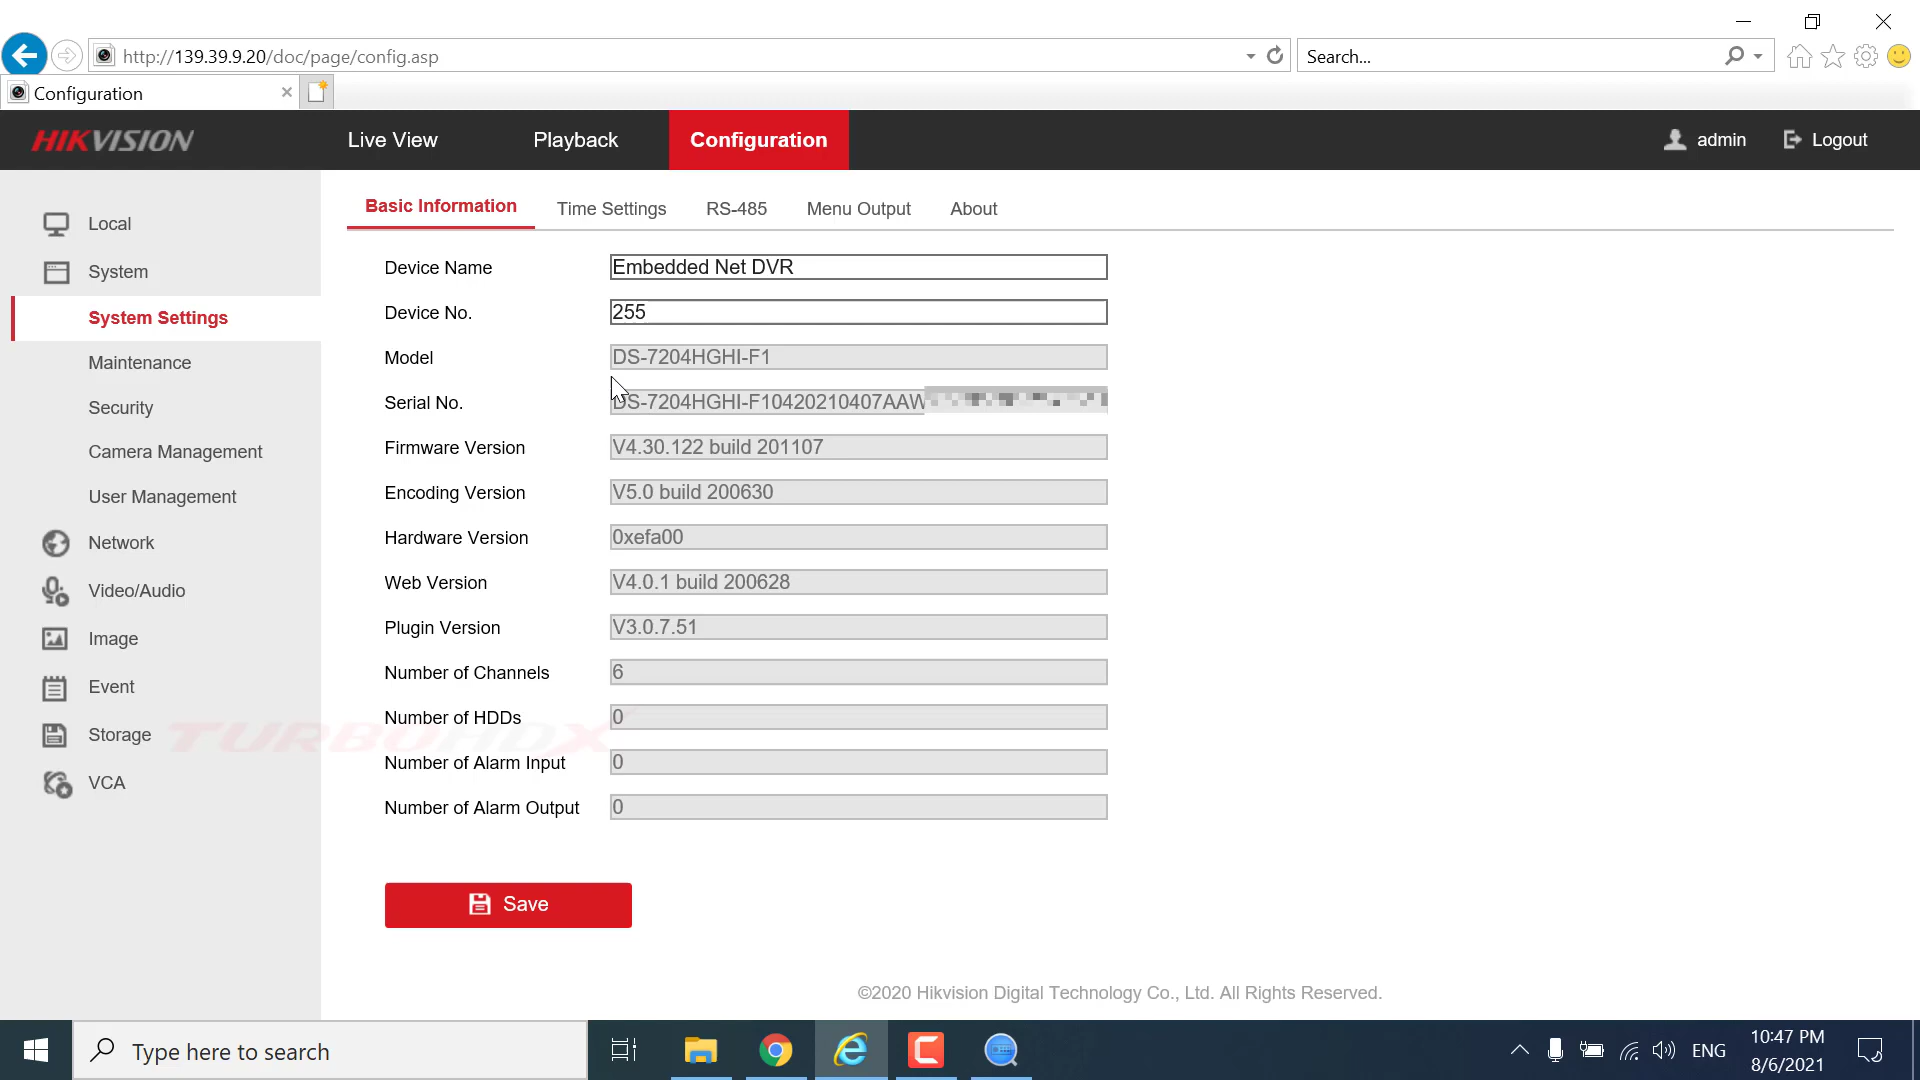 http://139.39.9.20/doc/page/config.asp
Search...
Configuration
HIKVISION
Live View
Playback
Configuration
admin
Logout
Basic Information
Time Settings
RS-485
Menu Output
About
Local
System
System Settings
Maintenance
Security
Camera Management
User Management
Network
Video/Audio
Image
Event
Storage
VCA
Device Name Embedded Net DVR
Device No. 255
Model DS-7204HGHI-F1
Serial No. DS-7204HGHI-F10420210407AAW
Firmware Version V4.30.122 build 201107
Encoding Version V5.0 build 200630
Hardware Version 0xefa00
Web Version V4.0.1 build 200628
Plugin Version V3.0.7.51
Number of Channels 6
Number of HDDs 0
TURBOHDX
Number of Alarm Input 0
Number of Alarm Output 0
Save
©2020 Hikvision Digital Technology Co., Ltd. All Rights Reserved.
Type here to search
ENG
10:47 PM
8/6/2021